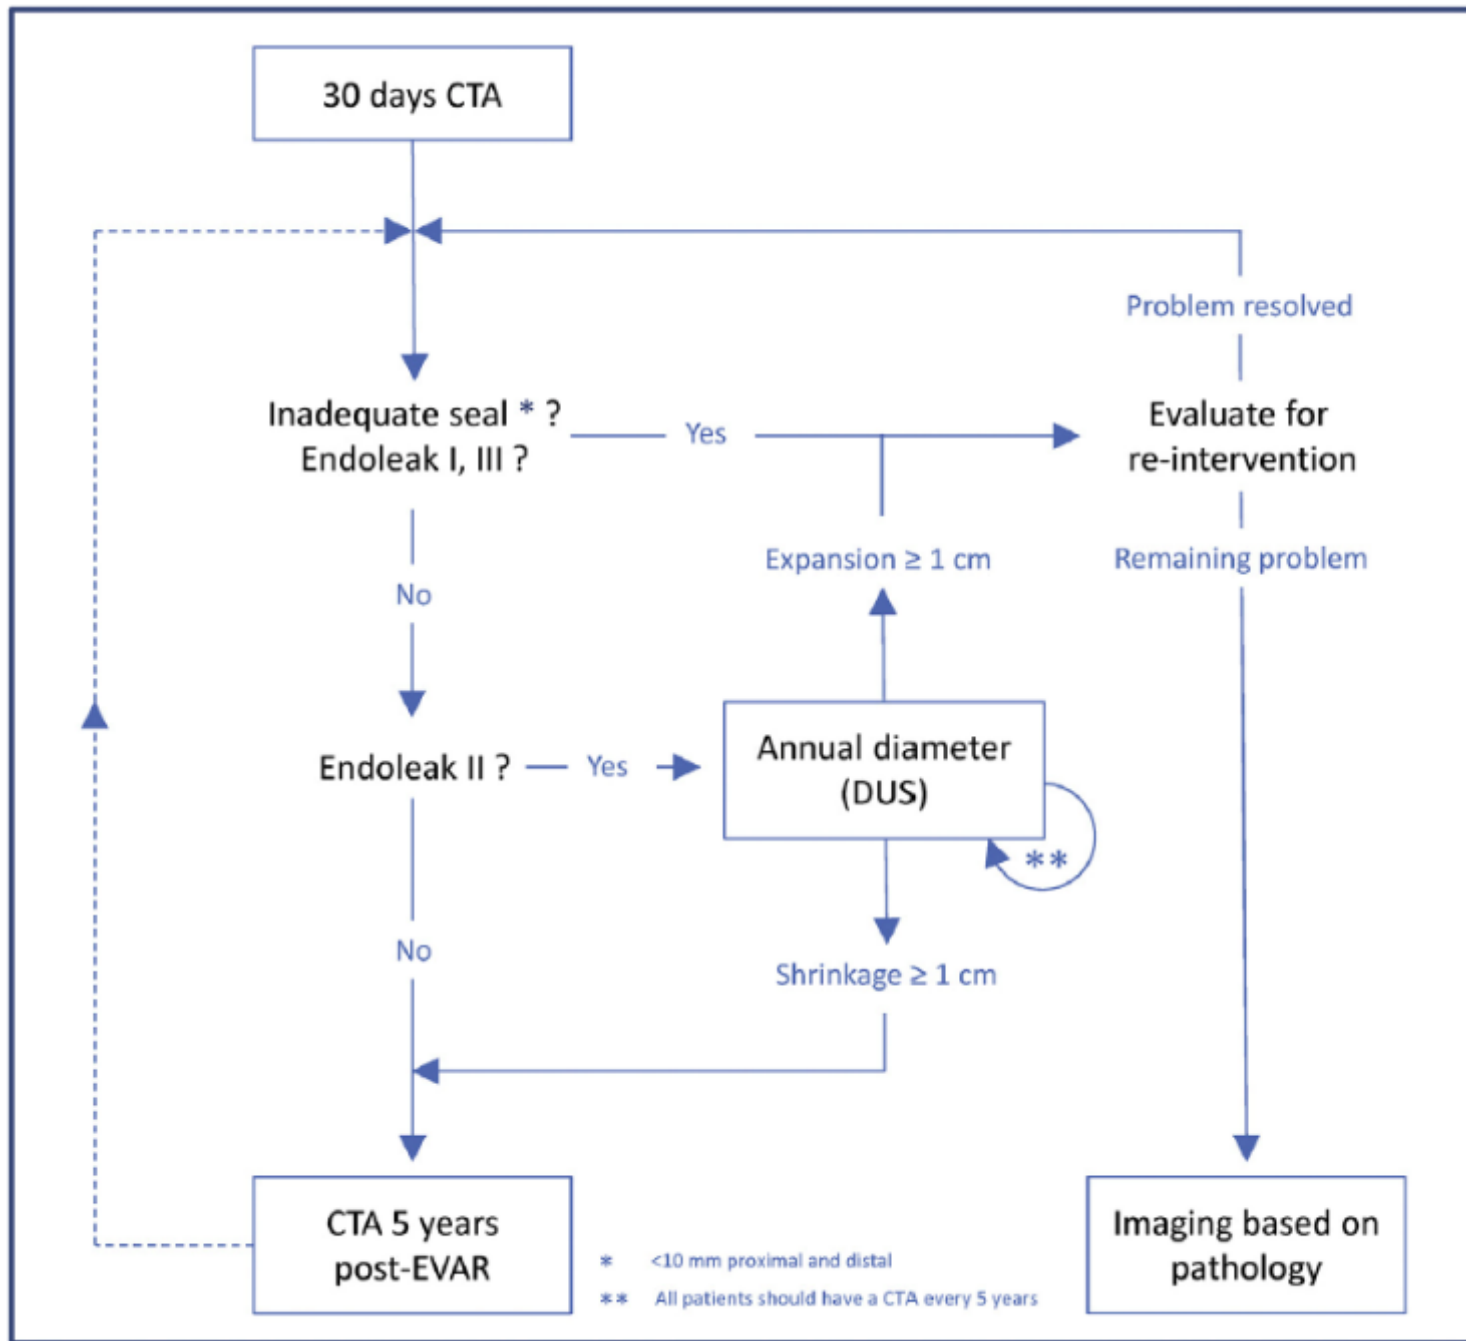 30 days CTA
Problem resolved
Inadequate seal * ?
Endoleak I, III ?
Yes
Evaluate for
re-intervention
Expansion ≥ 1 cm
Remaining problem
No
Endoleak II ?
Yes
Annual diameter
(DUS)
**
No
Shrinkage ≥ 1 cm
CTA 5 years
post-EVAR
Imaging based on
pathology
* <10 mm proximal and distal
** All patients should have a CTA every 5 years